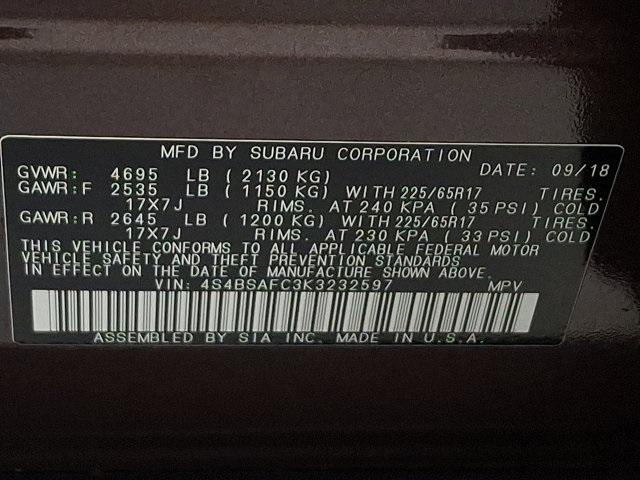 MFD BY SUBARU CORPORATION
GVWR: 4695 LB ( 2130 KG) DATE: 09/18
GAWR:F 2535 LB ( 1150 KG) WITH 225/65R17 TIRES.
17X7J RIMS. AT 240 KPA ( 35 PSI) COLD
GAWR:R 2645 LB ( 1200 KG) WITH 225/65R17 TIRES.
17X7J RIMS. AT 230 KPA ( 33 PSI) COLD
THIS VEHICLE CONFORMS TO ALL APPLICABLE FEDERAL MOTOR
VEHICLE SAFETY AND THEFT PREVENTION STANDARDS
IN EFFECT ON THE DATE OF MANUFACTURE SHOWN ABOVE.
VIN: 4S4BSAFC3K3232597 MPV
ASSEMBLED BY SIA INC. MADE IN U.S.A.